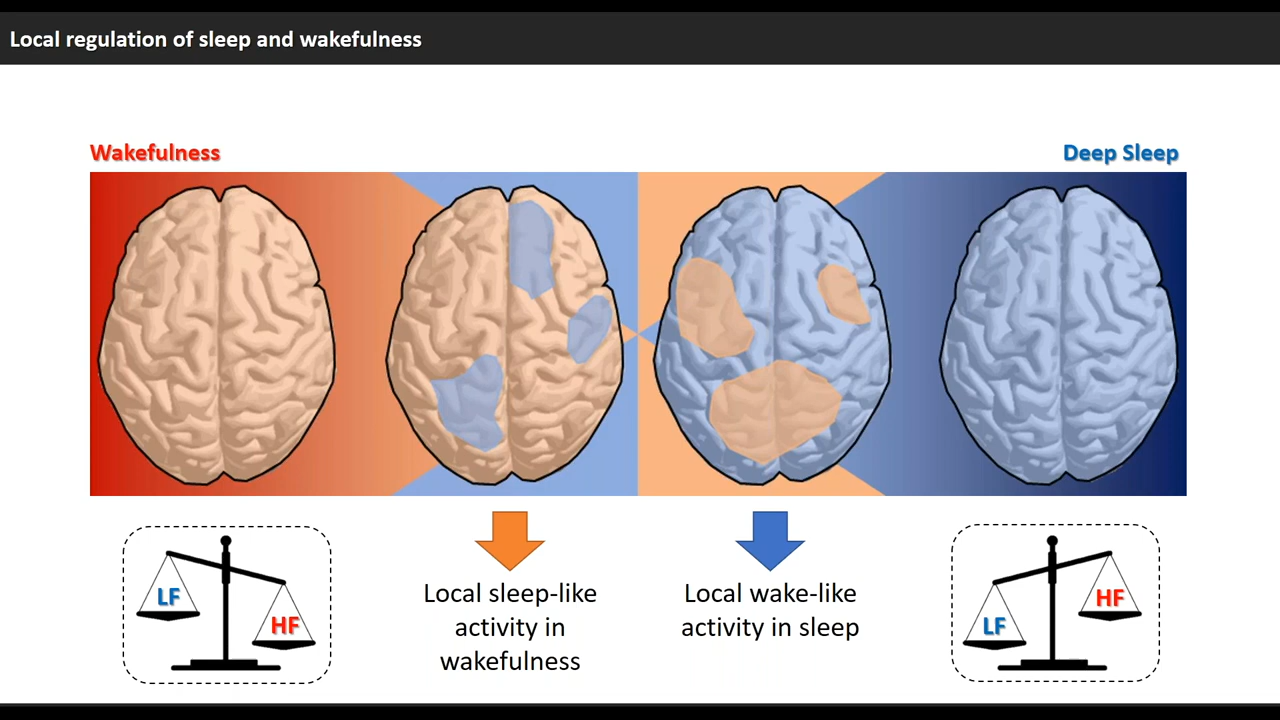 Local regulation of sleep and wakefulness
Wakefulness
Deep Sleep
LF
HF
Local sleep-like
activity in
wakefulness
Local wake-like
activity in sleep
HF
LF